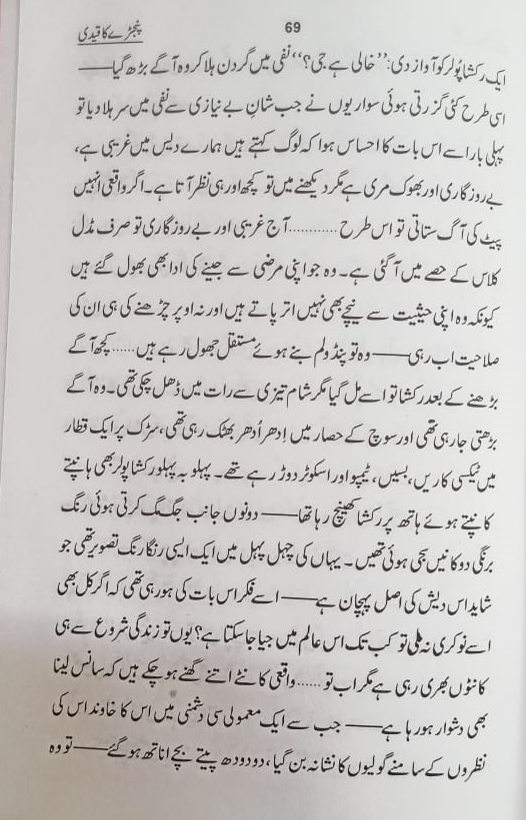 69
پنجڑے کا قیدی
ایک رکشا پُولر کو آواز دی: ”خالی ہے جی؟“ نفی میں گردن ہلا کر وہ آگے بڑھ گیا——
اسی طرح کئی گزرتی ہوئی سواریوں نے جب شانِ بے نیازی سے نفی میں سر ہلا دیا تو
پہلی بار اسے اس بات کا احساس ہوا کہ لوگ کہتے ہیں ہمارے دیس میں غریبی ہے،
بے روزگاری اور بھوک مری ہے مگر دیکھنے میں تو کچھ اور ہی نظر آتا ہے۔ اگر واقعی انہیں
پیٹ کی آگ ستاتی تو اس طرح ............ آج غریبی اور بے روزگاری تو صرف مڈل
کلاس کے حصے میں آ گئی ہے۔ وہ جو اپنی مرضی سے جینے کی ادا بھی بھول گئے ہیں
کیونکہ وہ اپنی حیثیت سے نیچے بھی نہیں اتر پاتے ہیں اور نہ اوپر چڑھنے کی ہی ان کی
صلاحیت اب رہی——وہ تو پنڈولم بنے ہوئے مستقل جھول رہے ہیں ...... کچھ آگے
بڑھنے کے بعد رکشا تو اسے مل گیا مگر شام تیزی سے رات میں ڈھل چکی تھی۔ وہ آگے
بڑھتی جا رہی تھی اور سوچ کے حصار میں اِدھر اُدھر بھٹک رہی تھی، سڑک پر ایک قطار
میں ٹیکسی کاریں، بسیں، ٹیمپو اور اسکوٹر دوڑ رہے تھے۔ پہلو بہ پہلو رکشا پولر بھی ہانپتے
کانپتے ہوئے ہاتھ پر رکشا کھینچ رہا تھا——دونوں جانب جگمگ کرتی ہوئی رنگ
برنگی دوکانیں سجی ہوئی تھیں۔ یہاں کی چہل پہل میں ایک ایسی رنگا رنگ تصویر تھی جو
شاید اس دیش کی اصل پہچان ہے——اسے فکر اس بات کی ہو رہی تھی کہ اگر کل بھی
اسے نوکری نہ ملی تو کب تک اس عالم میں جیا جا سکتا ہے؟ یوں تو زندگی شروع سے ہی
کانٹوں بھری رہی ہے مگر اب تو ...... واقعی کانٹے اتنے گھنے ہو چکے ہیں کہ سانس لینا
بھی دشوار ہو رہا ہے——جب سے ایک معمولی سی دشمنی میں اس کا خاوند اس کی
نظروں کے سامنے گولیوں کا نشانہ بن گیا، دو دودھ پیتے بچے اناتھ ہو گئے——تو وہ